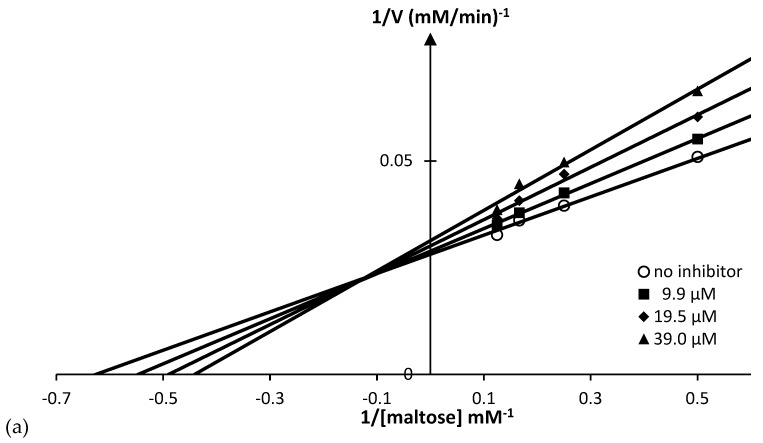 1/V (mM/min)-1
0.05
no inhibitor
9.9 µM
19.5 µM
39.0 µM
0
-0.7 -0.5 -0.3 -0.1 0.1 0.3 0.5
1/[maltose] mM-1
(a)